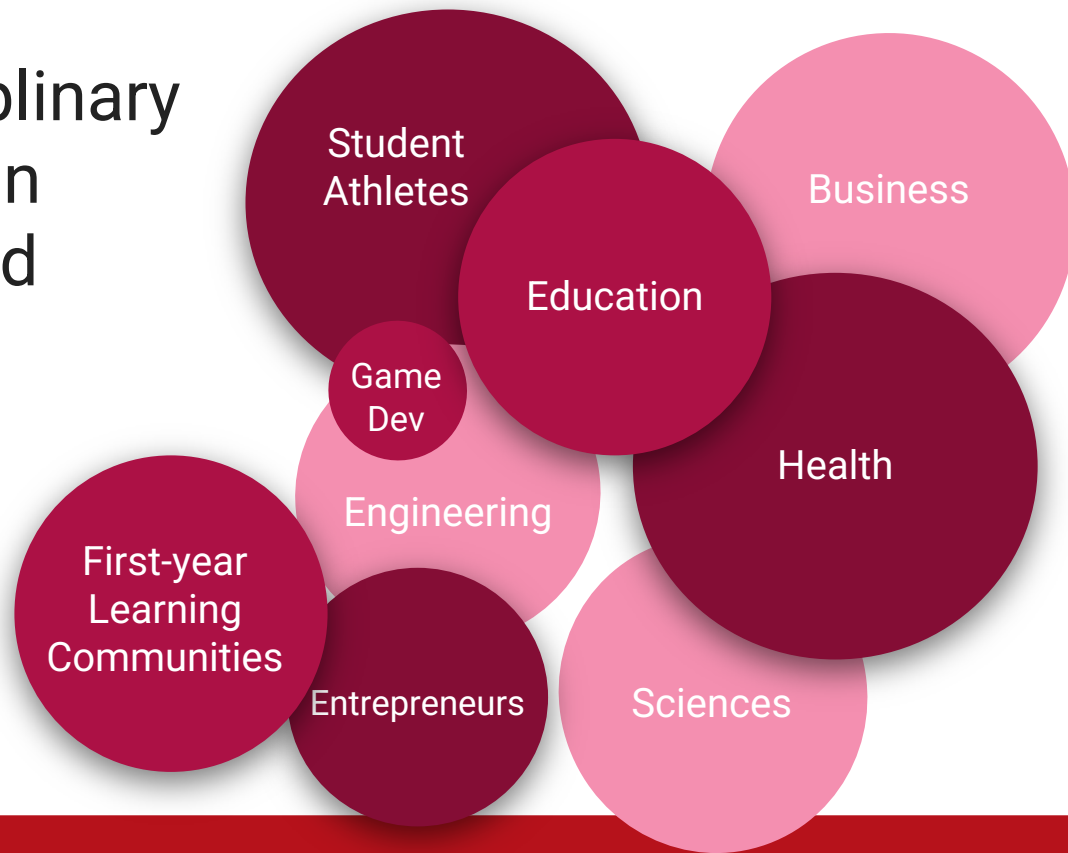 plinary
n
d
Student
Athletes
Business
Education
Game
Dev
Health
Engineering
First-year
Learning
Communities
Entrepreneurs
Sciences